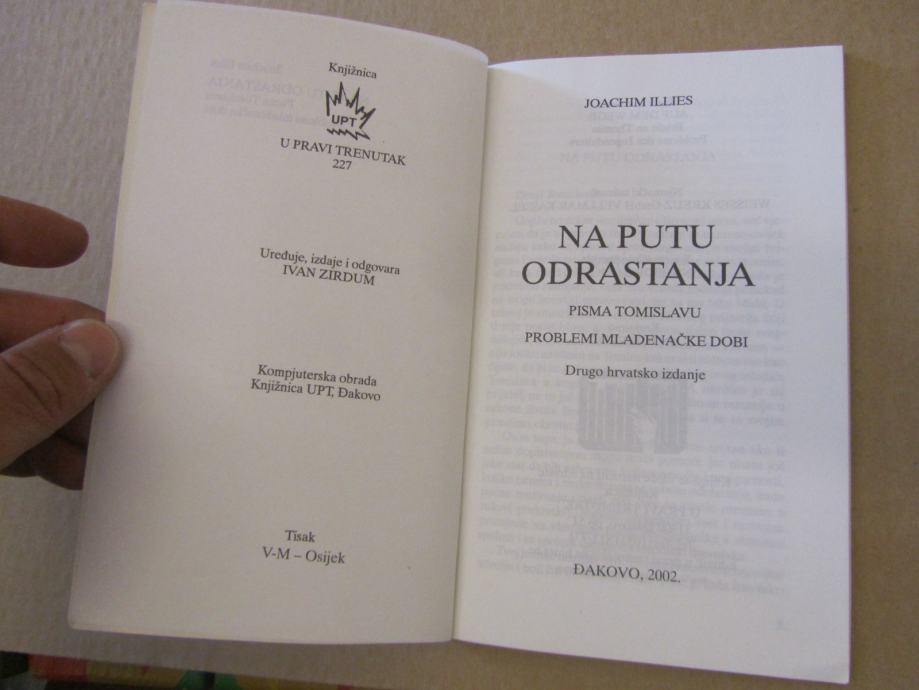 Knjižnica
UPT
U PRAVI TRENUTAK
227
Uređuje, izdaje i odgovara
IVAN ZIRDUM
Kompjuterska obrada
Knjižnica UPT, Đakovo
Tisak
V-M – Osijek
JOACHIM ILLIES
NA PUTU
ODRASTANJA
PISMA TOMISLAVU
PROBLEMI MLADENAČKE DOBI
Drugo hrvatsko izdanje
ĐAKOVO, 2002.